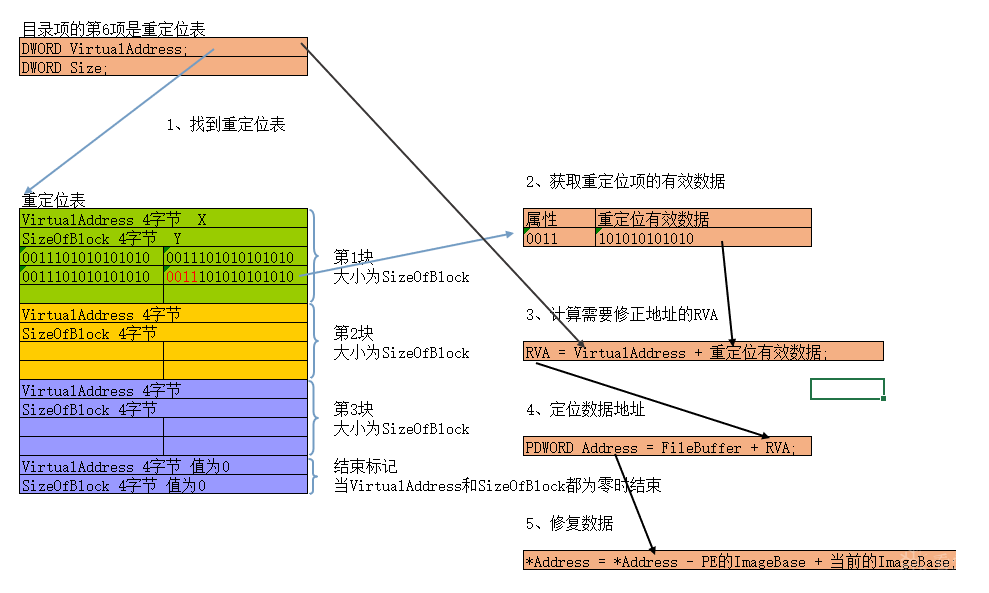 目录项的第6项是重定位表
DWORD VirtualAddress;
DWORD Size;
1、找到重定位表
重定位表
VirtualAddress 4字节  X
SizeOfBlock 4字节  Y
0011101010101010 0011101010101010
0011101010101010 0011101010101010
第1块
大小为SizeOfBlock
VirtualAddress 4字节
SizeOfBlock 4字节
第2块
大小为SizeOfBlock
VirtualAddress 4字节
SizeOfBlock 4字节
第3块
大小为SizeOfBlock
VirtualAddress 4字节 值为0
SizeOfBlock 4字节 值为0
结束标记
当VirtualAddress和SizeOfBlock都为零时结束
2、获取重定位项的有效数据
属性 重定位有效数据
0011 101010101010
3、计算需要修正地址的RVA
RVA = VirtualAddress + 重定位有效数据;
4、定位数据地址
PDWORD Address = FileBuffer + RVA;
5、修复数据
*Address = *Address - PE的ImageBase + 当前的ImageBase;